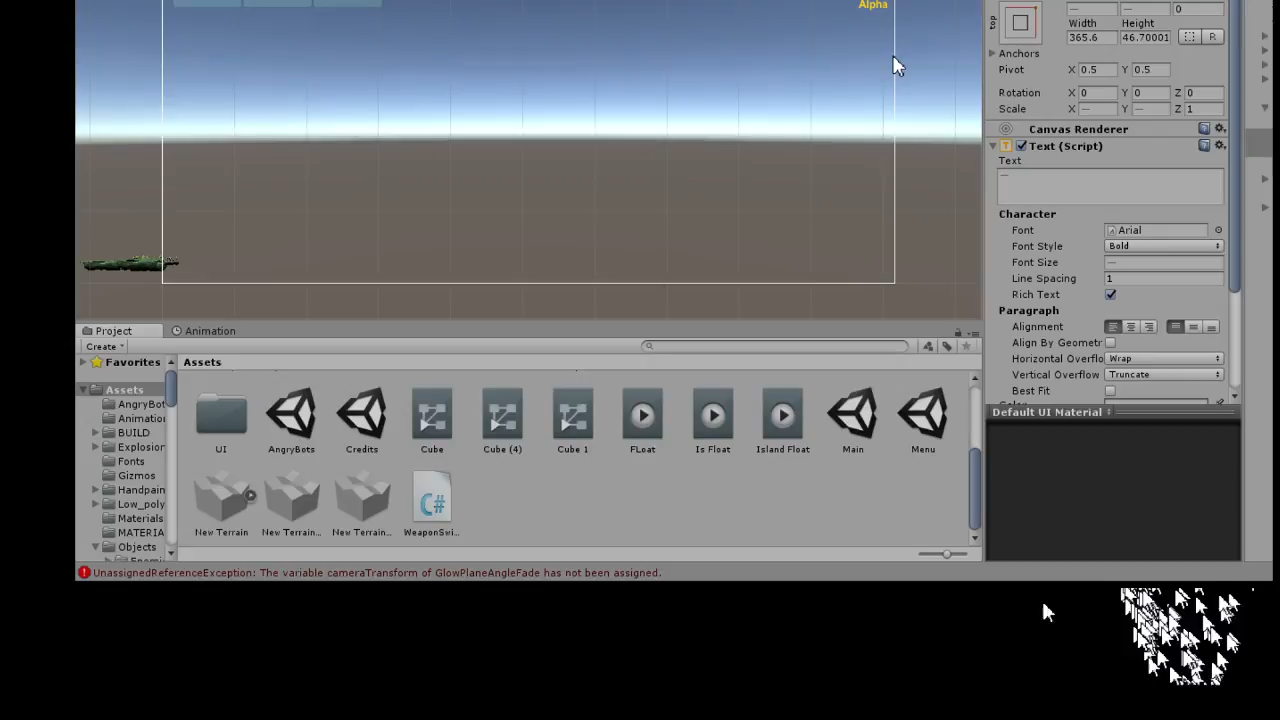 Alpha
top
0
Width Height
365.6 46.70001 R
Anchors
Pivot X 0.5 Y 0.5
Rotation X 0 Y 0 Z 0
Scale X — Y — Z 1
Canvas Renderer
Text (Script)
Text
—
Character
Font Arial
Font Style Bold
Font Size —
Line Spacing 1
Rich Text
Paragraph
Alignment
Align By Geometr
Horizontal Overflo Wrap
Vertical Overflow Truncate
Best Fit
Default UI Material
Project Animation
Create
Favorites
Assets
Assets
AngryBot
Animation
BUILD
Explosion
Fonts
Gizmos
Handpain
Low_poly
Materials
MATERIA
Objects
UI AngryBots Credits Cube Cube (4) Cube 1 FLoat Is Float Island Float Main Menu
C#
New Terrain New Terrain... New Terrain... WeaponSwi...
UnassignedReferenceException: The variable cameraTransform of GlowPlaneAngleFade has not been assigned.